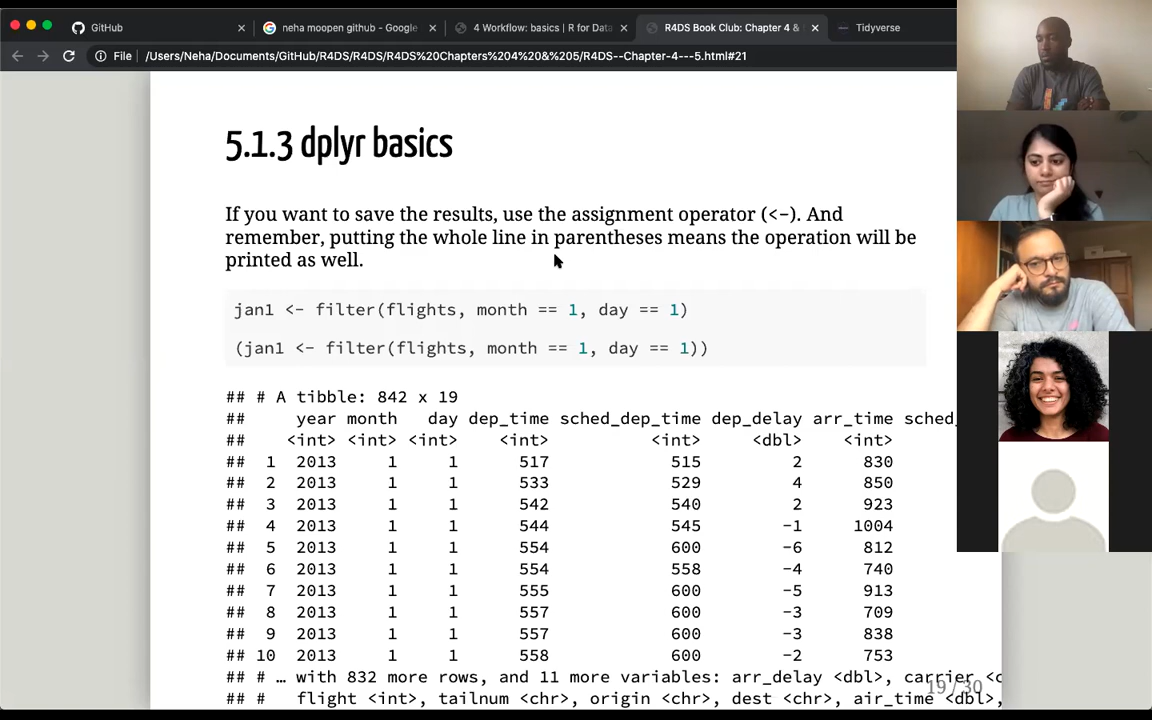 GitHub
neha moopen github - Google
4 Workflow: basics | R for Data
R4DS Book Club: Chapter 4 &
Tidyverse
File | /Users/Neha/Documents/GitHub/R4DS/R4DS/R4DS%20Chapters%204%20&%205/R4DS--Chapter-4---5.html#21
5.1.3 dplyr basics
If you want to save the results, use the assignment operator (<-). And
remember, putting the whole line in parentheses means the operation will be
printed as well.
jan1 <- filter(flights, month == 1, day == 1)
(jan1 <- filter(flights, month == 1, day == 1))
## # A tibble: 842 x 19
## year month day dep_time sched_dep_time dep_delay arr_time sched_
## <int> <int> <int> <int> <int> <dbl> <int>
## 1 2013 1 1 517 515 2 830
## 2 2013 1 1 533 529 4 850
## 3 2013 1 1 542 540 2 923
## 4 2013 1 1 544 545 -1 1004
## 5 2013 1 1 554 600 -6 812
## 6 2013 1 1 554 558 -4 740
## 7 2013 1 1 555 600 -5 913
## 8 2013 1 1 557 600 -3 709
## 9 2013 1 1 557 600 -3 838
## 10 2013 1 1 558 600 -2 753
## # … with 832 more rows, and 11 more variables: arr_delay <dbl>, carrier <c
## # flight <int>, tailnum <chr>, origin <chr>, dest <chr>, air_time <dbl>,
19 / 30